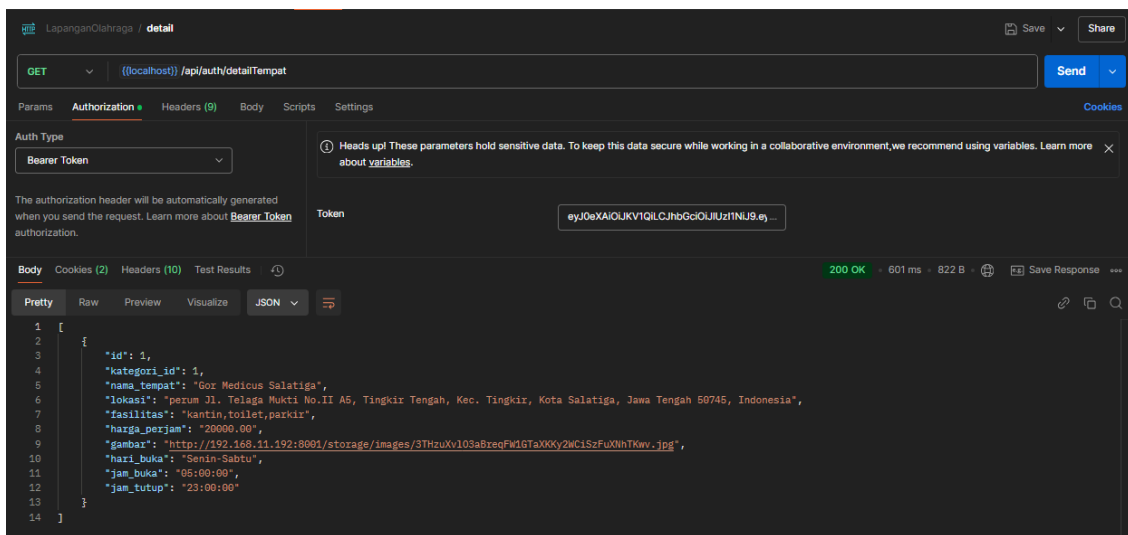 HTTP LapanganOlahraga / detail Save Share
GET {{localhost}} /api/auth/detailTempat Send
Params Authorization Headers (9) Body Scripts Settings Cookies
Auth Type
Bearer Token
The authorization header will be automatically generated
when you send the request. Learn more about Bearer Token
authorization.
Heads up! These parameters hold sensitive data. To keep this data secure while working in a collaborative environment,we recommend using variables. Learn more
about variables.
Token eyJ0eXAiOiJKV1QiLCJhbGciOiJIUzI1NiJ9.ey...
Body Cookies (2) Headers (10) Test Results 200 OK 601 ms 822 B e.g. Save Response
Pretty Raw Preview Visualize JSON
1 [
2 {
3 "id": 1,
4 "kategori_id": 1,
5 "nama_tempat": "Gor Medicus Salatiga",
6 "lokasi": "perum Jl. Telaga Mukti No.II A5, Tingkir Tengah, Kec. Tingkir, Kota Salatiga, Jawa Tengah 50745, Indonesia",
7 "fasilitas": "kantin,toilet,parkir",
8 "harga_perjam": "20000.00",
9 "gambar": "http://192.168.11.192:8001/storage/images/3THzuXvlO3aBreqFW1GTaXKKy2WCiSzFuXNhTKwv.jpg",
10 "hari_buka": "Senin-Sabtu",
11 "jam_buka": "05:00:00",
12 "jam_tutup": "23:00:00"
13 }
14 ]